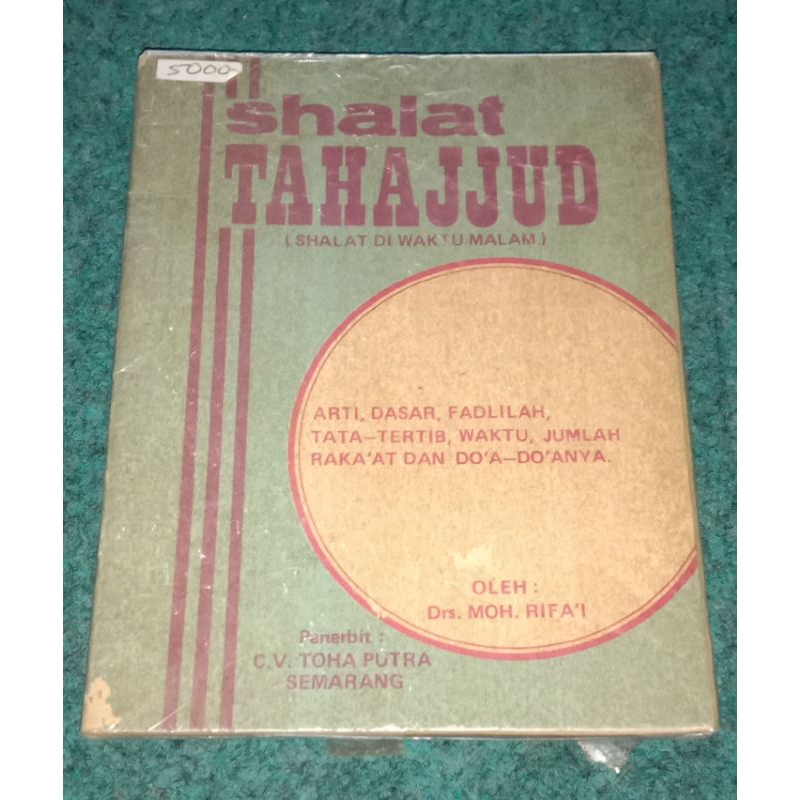 5000
shalat
TAHAJJUD
( SHALAT DI WAKTU MALAM )
ARTI, DASAR, FADLILAH,
TATA-TERTIB, WAKTU, JUMLAH
RAKA'AT DAN DO'A-DO'ANYA.
OLEH :
Drs. MOH. RIFA'I
Penerbit :
C.V. TOHA PUTRA
SEMARANG